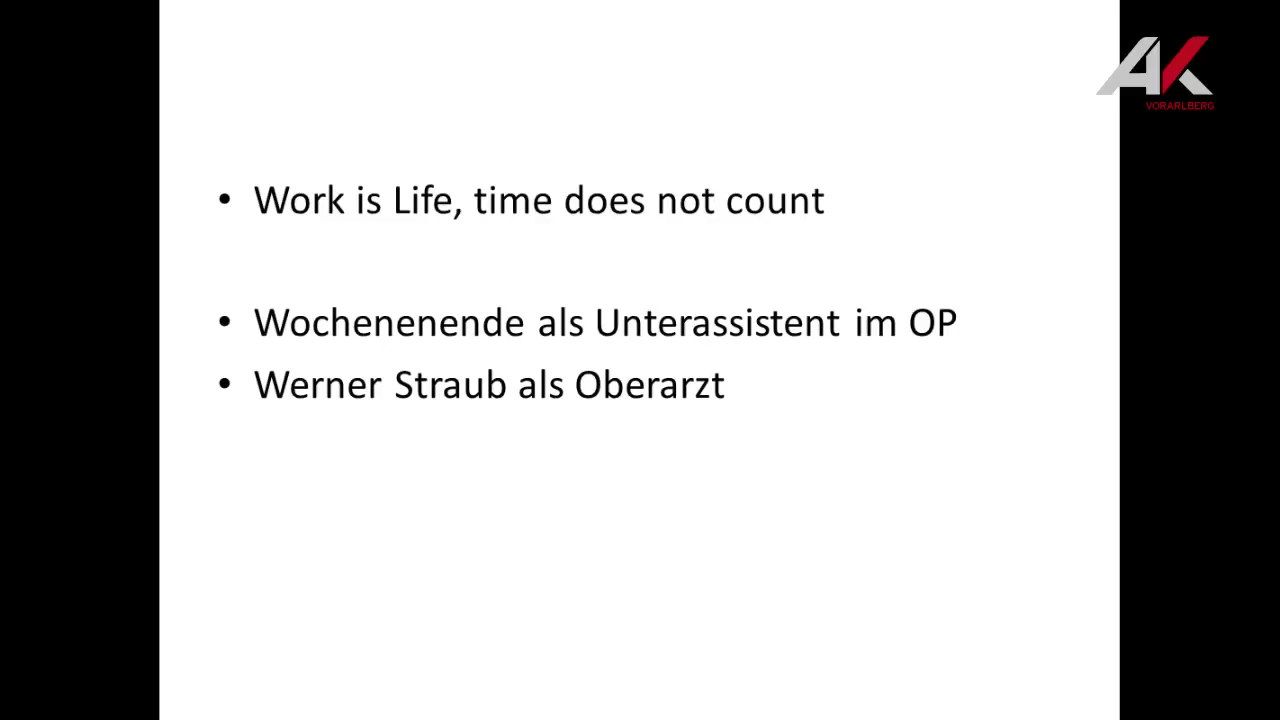 AK
VORARLBERG
• Work is Life, time does not count
• Wochenenende als Unterassistent im OP
• Werner Straub als Oberarzt